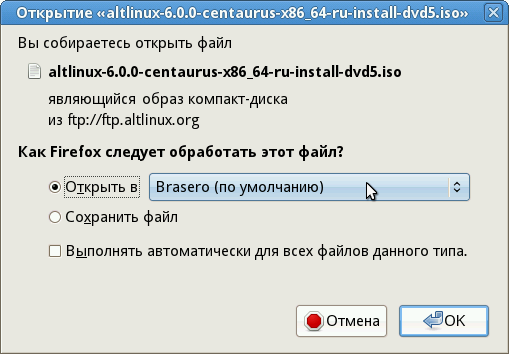 Открытие «altlinux-6.0.0-centaurus-x86_64-ru-install-dvd5.iso»
Вы собираетесь открыть файл
altlinux-6.0.0-centaurus-x86_64-ru-install-dvd5.iso
являющийся образ компакт-диска
из ftp://ftp.altlinux.org
Как Firefox следует обработать этот файл?
Открыть в Brasero (по умолчанию)
Сохранить файл
Выполнять автоматически для всех файлов данного типа.
Отмена OK